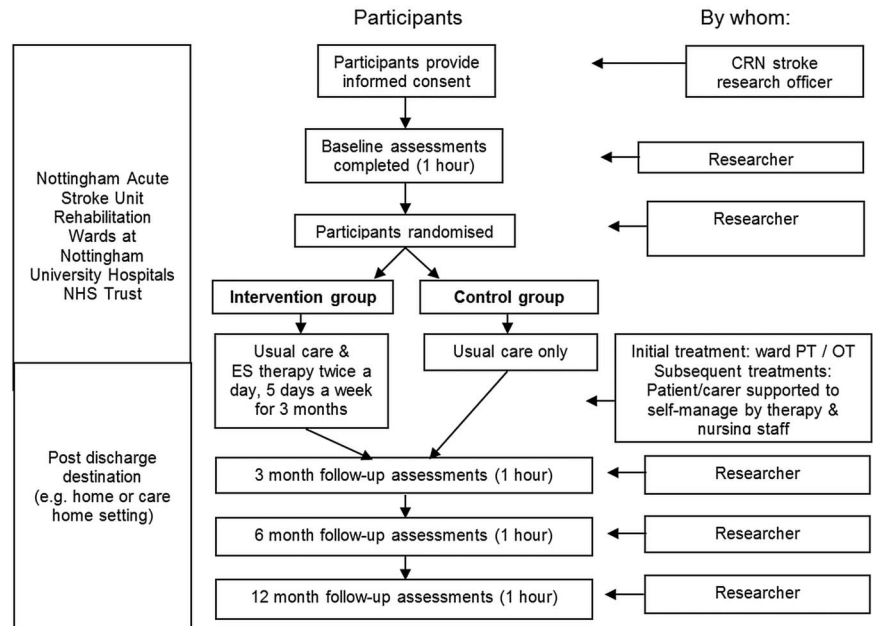 Participants
By whom:
Participants provide
informed consent
CRN stroke
research officer
Baseline assessments
completed (1 hour)
Researcher
Nottingham Acute
Stroke Unit
Rehabilitation
Wards at
Nottingham
University Hospitals
NHS Trust
Participants randomised
Researcher
Intervention group
Control group
Usual care &
ES therapy twice a
day, 5 days a week
for 3 months
Usual care only
Initial treatment: ward PT / OT
Subsequent treatments:
Patient/carer supported to
self-manage by therapy &
nursing staff
Post discharge
destination
(e.g. home or care
home setting)
3 month follow-up assessments (1 hour)
Researcher
6 month follow-up assessments (1 hour)
Researcher
12 month follow-up assessments (1 hour)
Researcher